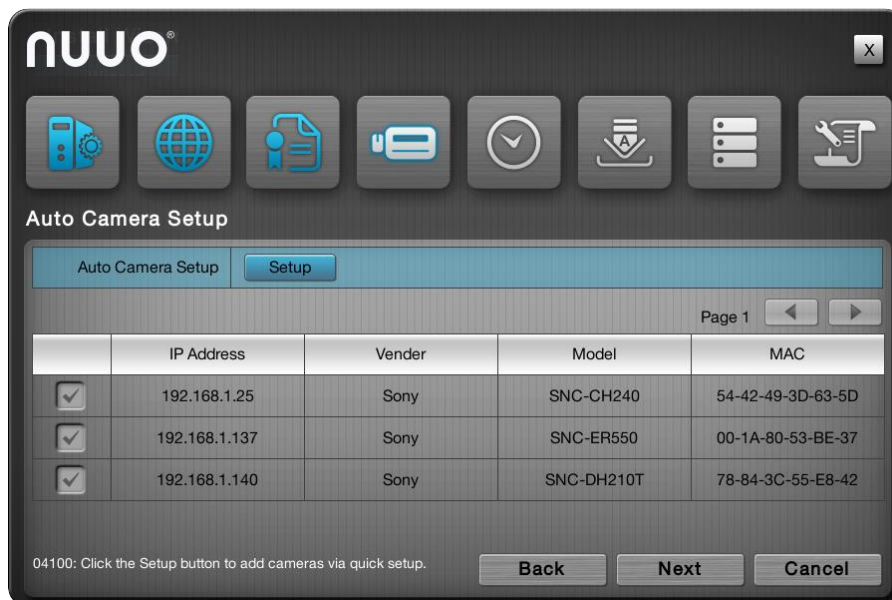 NUUO®
X
A
Auto Camera Setup
Auto Camera Setup Setup
Page 1
IP Address Vender Model MAC
192.168.1.25 Sony SNC-CH240 54-42-49-3D-63-5D
192.168.1.137 Sony SNC-ER550 00-1A-80-53-BE-37
192.168.1.140 Sony SNC-DH210T 78-84-3C-55-E8-42
04100: Click the Setup button to add cameras via quick setup. Back Next Cancel